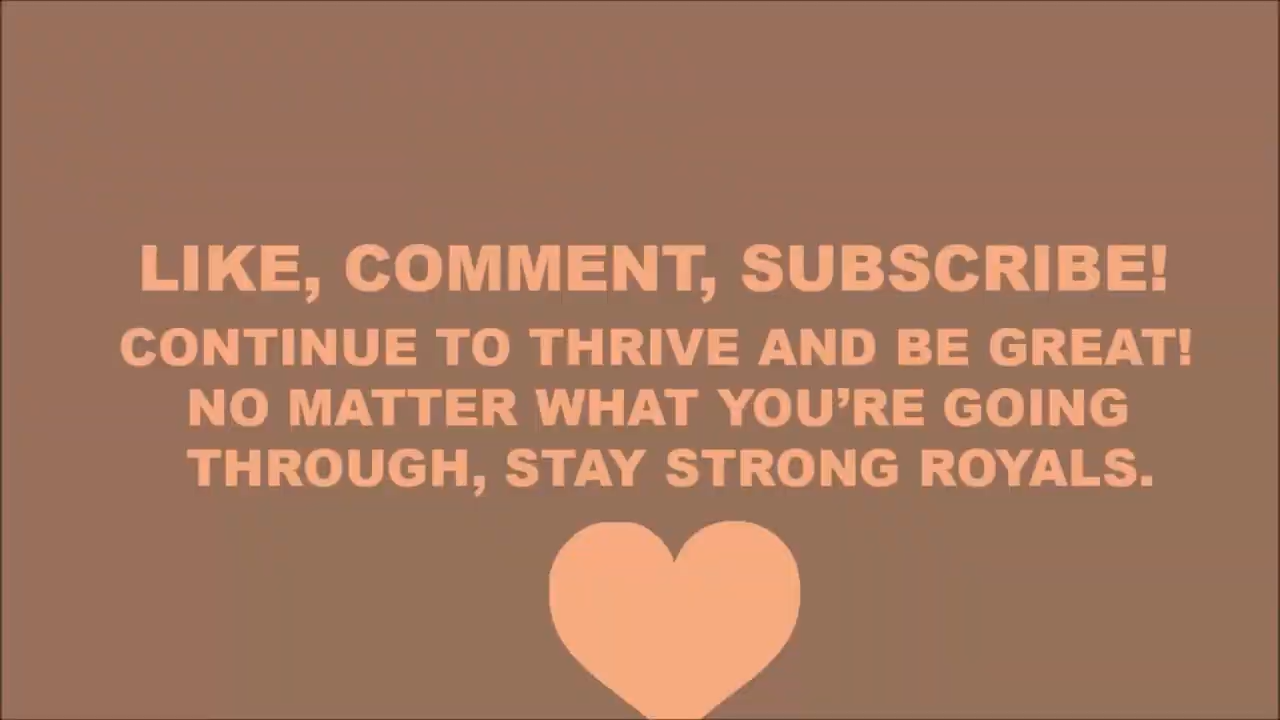 LIKE, COMMENT, SUBSCRIBE!
CONTINUE TO THRIVE AND BE GREAT!
NO MATTER WHAT YOU’RE GOING
THROUGH, STAY STRONG ROYALS.